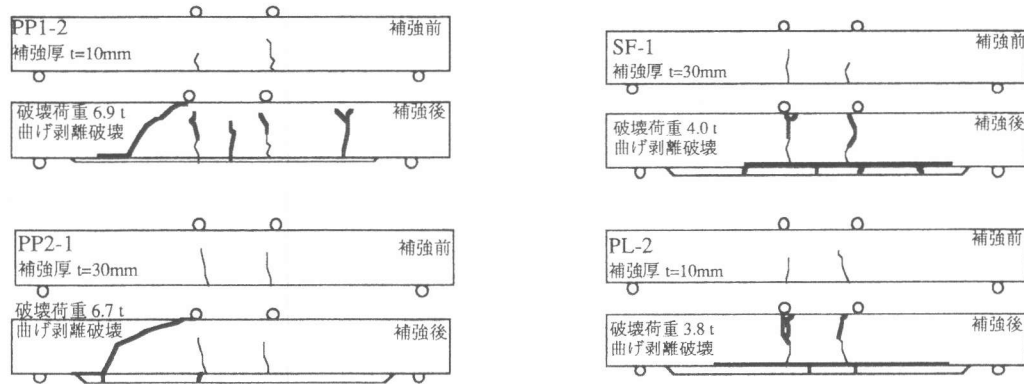 PP1-2
補強前
補強厚 t=10mm
破壊荷重 6.9 t
補強後
曲げ剥離破壊
PP2-1
補強前
補強厚 t=30mm
破壊荷重 6.7 t
曲げ剥離破壊
補強後
SF-1
補強前
補強厚 t=30mm
破壊荷重 4.0 t
補強後
曲げ剥離破壊
PL-2
補強前
補強厚 t=10mm
破壊荷重 3.8 t
補強後
曲げ剥離破壊